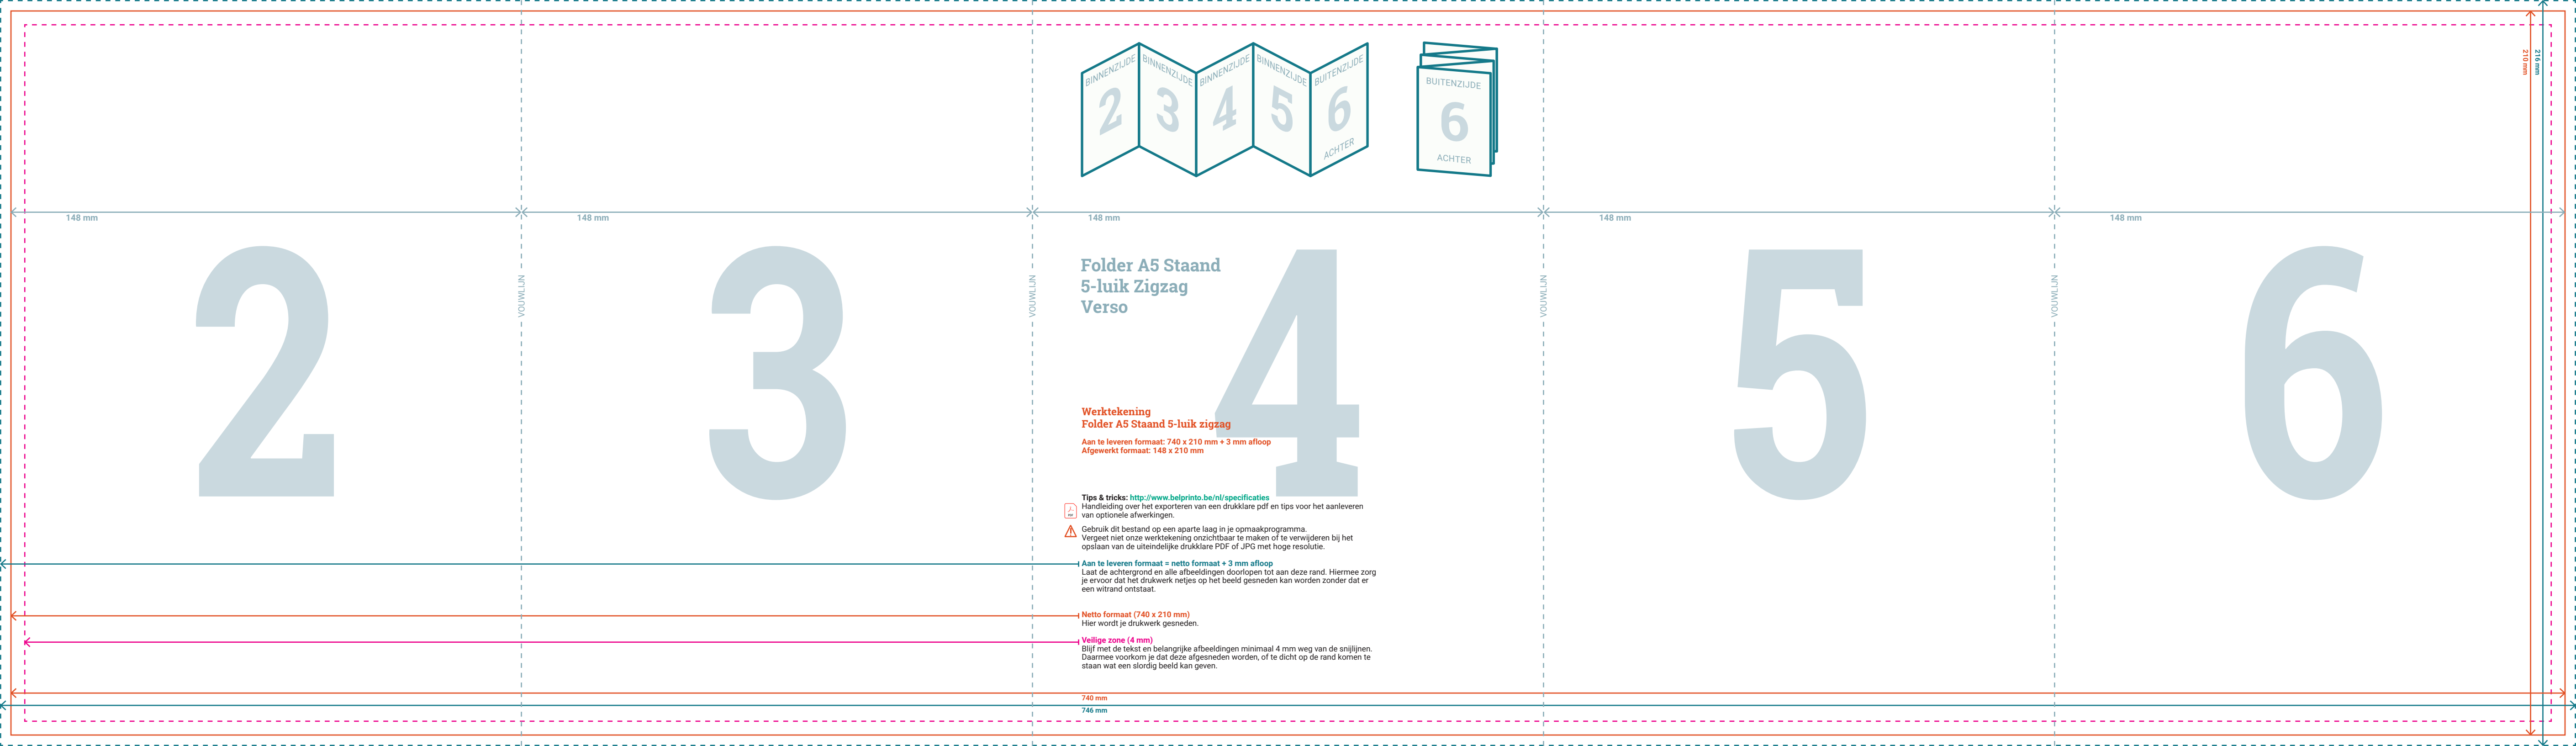 BINNENZIJDE
2
BINNENZIJDE
3
BINNENZIJDE
4
BINNENZIJDE
5
BUITENZIJDE
6
ACHTER
BUITENZIJDE
6
ACHTER
210 mm
216 mm
148 mm
148 mm
148 mm
148 mm
148 mm
2
VOUWLIJN
3
VOUWLIJN
4
VOUWLIJN
5
VOUWLIJN
6
Folder A5 Staand
5-luik Zigzag
Verso
Werktekening
Folder A5 Staand 5-luik zigzag
Aan te leveren formaat: 740 x 210 mm + 3 mm afloop
Afgewerkt formaat: 148 x 210 mm
Tips & tricks: http://www.belprinto.be/nl/specificaties
Handleiding over het exporteren van een drukklare pdf en tips voor het aanleveren
van optionele afwerkingen.
PDF
Gebruik dit bestand op een aparte laag in je opmaakprogramma.
Vergeet niet onze werktekening onzichtbaar te maken of te verwijderen bij het
opslaan van de uiteindelijke drukklare PDF of JPG met hoge resolutie.
Aan te leveren formaat = netto formaat + 3 mm afloop
Laat de achtergrond en alle afbeeldingen doorlopen tot aan deze rand. Hiermee zorg
je ervoor dat het drukwerk netjes op het beeld gesneden kan worden zonder dat er
een witrand ontstaat.
Netto formaat (740 x 210 mm)
Hier wordt je drukwerk gesneden.
Veilige zone (4 mm)
Blijf met de tekst en belangrijke afbeeldingen minimaal 4 mm weg van de snijlijnen.
Daarmee voorkom je dat deze afgesneden worden, of te dicht op de rand komen te
staan wat een slordig beeld kan geven.
740 mm
746 mm